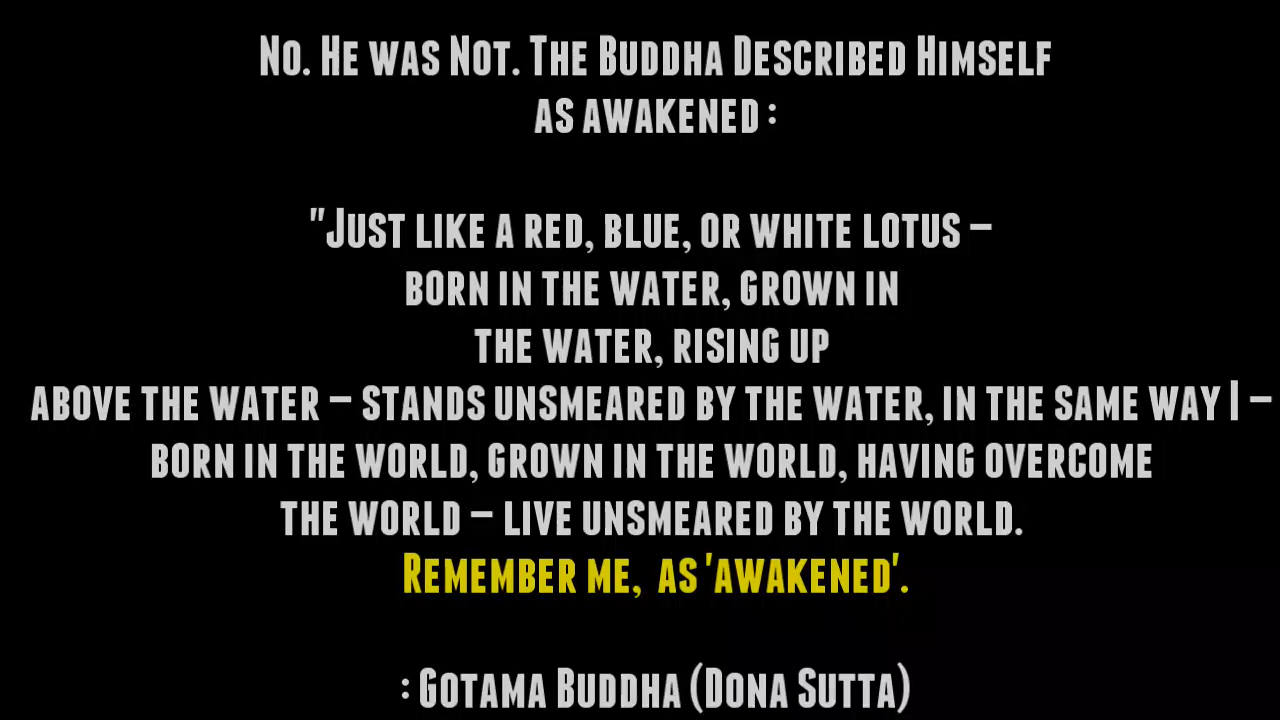 No. He was Not. The Buddha Described Himself
as awakened :
"Just like a red, blue, or white lotus –
born in the water, grown in
the water, rising up
above the water – stands unsmeared by the water, in the same way I –
born in the world, grown in the world, having overcome
the world – live unsmeared by the world.
Remember me, as 'awakened'.
: Gotama Buddha (Dona Sutta)